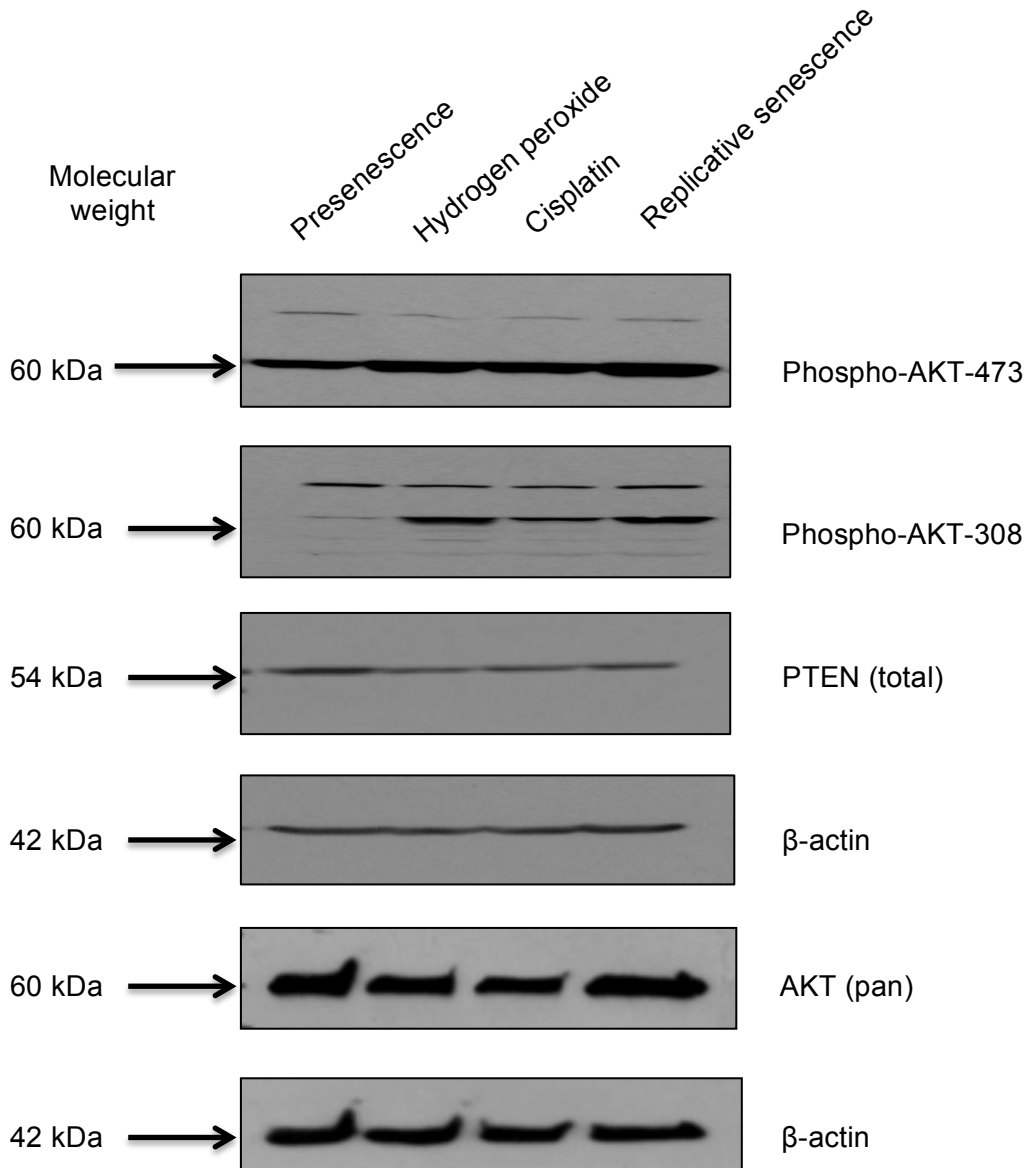 Molecular
weight
Presenescence
Hydrogen peroxide
Cisplatin
Replicative senescence
60 kDa
Phospho-AKT-473
60 kDa
Phospho-AKT-308
54 kDa
PTEN (total)
42 kDa
β-actin
60 kDa
AKT (pan)
42 kDa
β-actin